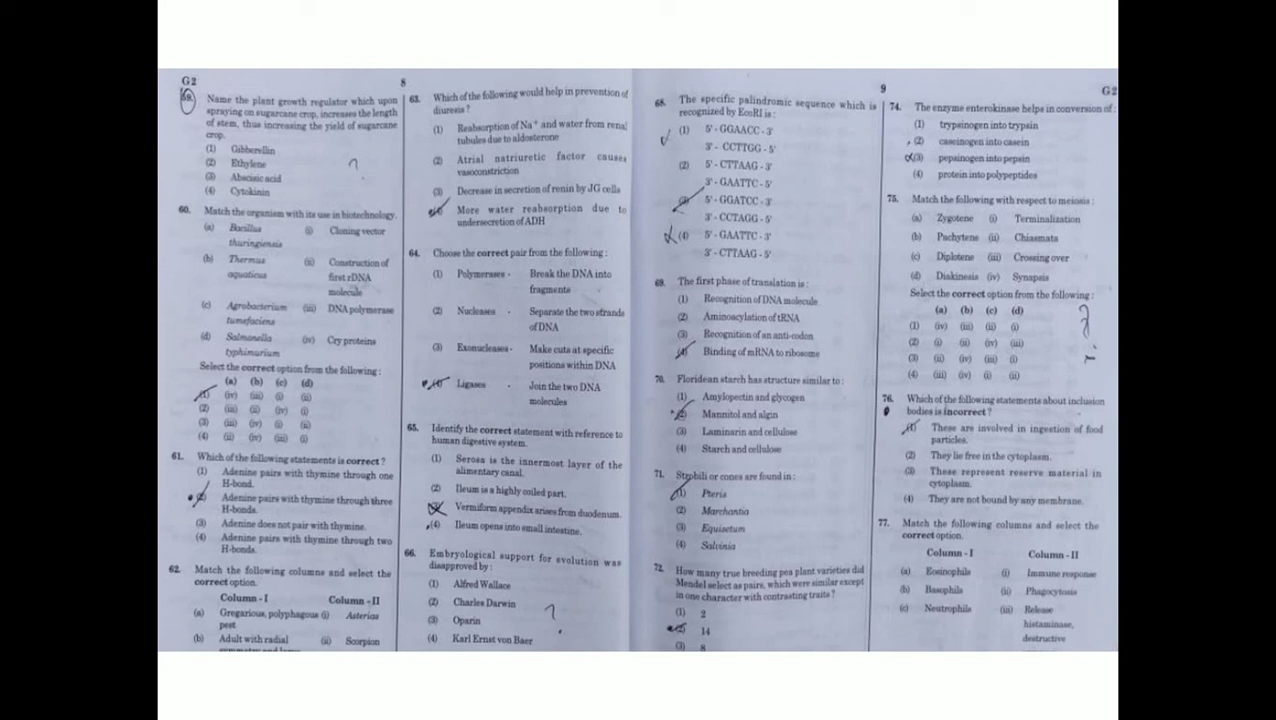 G2
8
59.
Name the plant growth regulator which upon
spraying on sugarcane crop, increases the length
of stem, thus increasing the yield of sugarcane
crop.
(1) Gibberellin
(2) Ethylene
(3) Abscisic acid
(4) Cytokinin
60. Match the organism with its use in biotechnology.
(a) Bacillus (i) Cloning vector
thuringiensis
(b) Thermus (ii) Construction of
aquaticus first rDNA
molecule
(c) Agrobacterium (iii) DNA polymerase
tumefaciens
(d) Salmonella (iv) Cry proteins
typhimurium
Select the correct option from the following :
(a) (b) (c) (d)
(1) (iv) (iii) (i) (ii)
(2) (iii) (ii) (iv) (i)
(3) (iii) (iv) (i) (ii)
(4) (ii) (iv) (iii) (i)
61. Which of the following statements is correct ?
(1) Adenine pairs with thymine through one
H-bond.
(2) Adenine pairs with thymine through three
H-bonds.
(3) Adenine does not pair with thymine.
(4) Adenine pairs with thymine through two
H-bonds.
62. Match the following columns and select the
correct option.
Column - I Column - II
(a) Gregarious, polyphagous (i) Asterias
pest
(b) Adult with radial (ii) Scorpion
63. Which of the following would help in prevention of
diuresis ?
(1) Reabsorption of Na+ and water from renal
tubules due to aldosterone
(2) Atrial natriuretic factor causes
vasoconstriction
(3) Decrease in secretion of renin by JG cells
(4) More water reabsorption due to
undersecretion of ADH
64. Choose the correct pair from the following :
(1) Polymerases - Break the DNA into
fragments
(2) Nucleases - Separate the two strands
of DNA
(3) Exonucleases - Make cuts at specific
positions within DNA
(4) Ligases - Join the two DNA
molecules
65. Identify the correct statement with reference to
human digestive system.
(1) Serosa is the innermost layer of the
alimentary canal.
(2) Ileum is a highly coiled part.
(3) Vermiform appendix arises from duodenum.
(4) Ileum opens into small intestine.
66. Embryological support for evolution was
disapproved by :
(1) Alfred Wallace
(2) Charles Darwin
(3) Oparin
(4) Karl Ernst von Baer
9
G2
68. The specific palindromic sequence which is
recognized by EcoRI is :
(1) 5' - GGAACC - 3'
3' - CCTTGG - 5'
(2) 5' - CTTAAG - 3'
3' - GAATTC - 5'
(3) 5' - GGATCC - 3'
3' - CCTAGG - 5'
(4) 5' - GAATTC - 3'
3' - CTTAAG - 5'
69. The first phase of translation is :
(1) Recognition of DNA molecule
(2) Aminoacylation of tRNA
(3) Recognition of an anti-codon
(4) Binding of mRNA to ribosome
70. Floridean starch has structure similar to :
(1) Amylopectin and glycogen
(2) Mannitol and algin
(3) Laminarin and cellulose
(4) Starch and cellulose
71. Strobili or cones are found in :
(1) Pteris
(2) Marchantia
(3) Equisetum
(4) Salvinia
72. How many true breeding pea plant varieties did
Mendel select as pairs, which were similar except
in one character with contrasting traits ?
(1) 2
(2) 14
(3) 8
74. The enzyme enterokinase helps in conversion of :
(1) trypsinogen into trypsin
(2) caseinogen into casein
(3) pepsinogen into pepsin
(4) protein into polypeptides
75. Match the following with respect to meiosis :
(a) Zygotene (i) Terminalization
(b) Pachytene (ii) Chiasmata
(c) Diplotene (iii) Crossing over
(d) Diakinesis (iv) Synapsis
Select the correct option from the following :
(a) (b) (c) (d)
(1) (iv) (iii) (ii) (i)
(2) (i) (ii) (iv) (iii)
(3) (ii) (iv) (iii) (i)
(4) (iii) (iv) (i) (ii)
76. Which of the following statements about inclusion
bodies is incorrect ?
(1) These are involved in ingestion of food
particles.
(2) They lie free in the cytoplasm.
(3) These represent reserve material in
cytoplasm.
(4) They are not bound by any membrane.
77. Match the following columns and select the
correct option.
Column - I Column - II
(a) Eosinophils (i) Immune response
(b) Basophils (ii) Phagocytosis
(c) Neutrophils (iii) Release
histaminase,
destructive